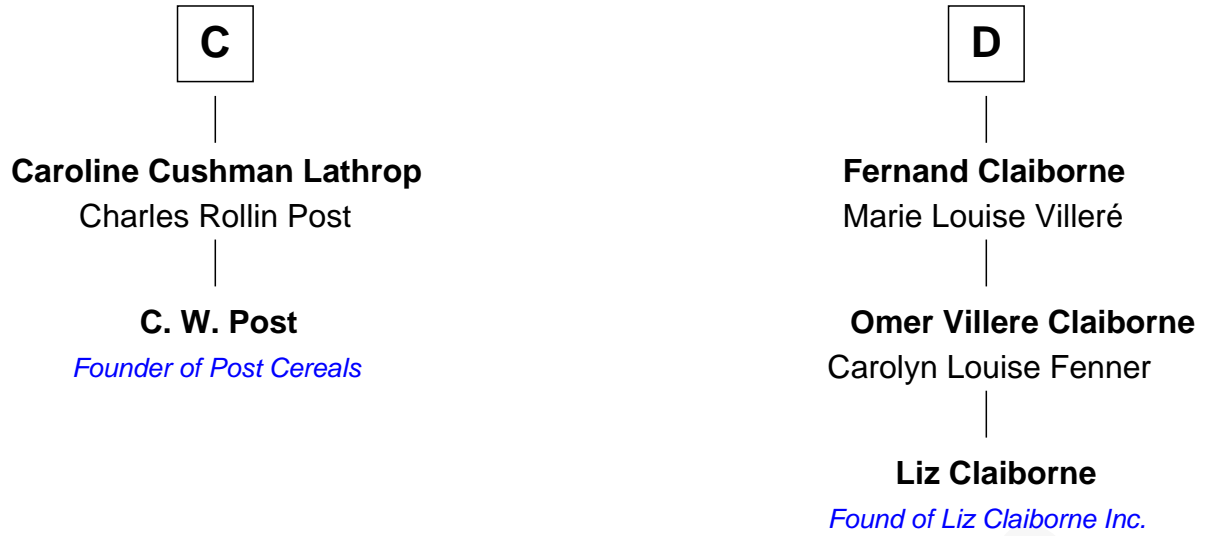 C
Caroline Cushman Lathrop
Charles Rollin Post
C. W. Post
Founder of Post Cereals
D
Fernand Claiborne
Marie Louise Villeré
Omer Villere Claiborne
Carolyn Louise Fenner
Liz Claiborne
Found of Liz Claiborne Inc.